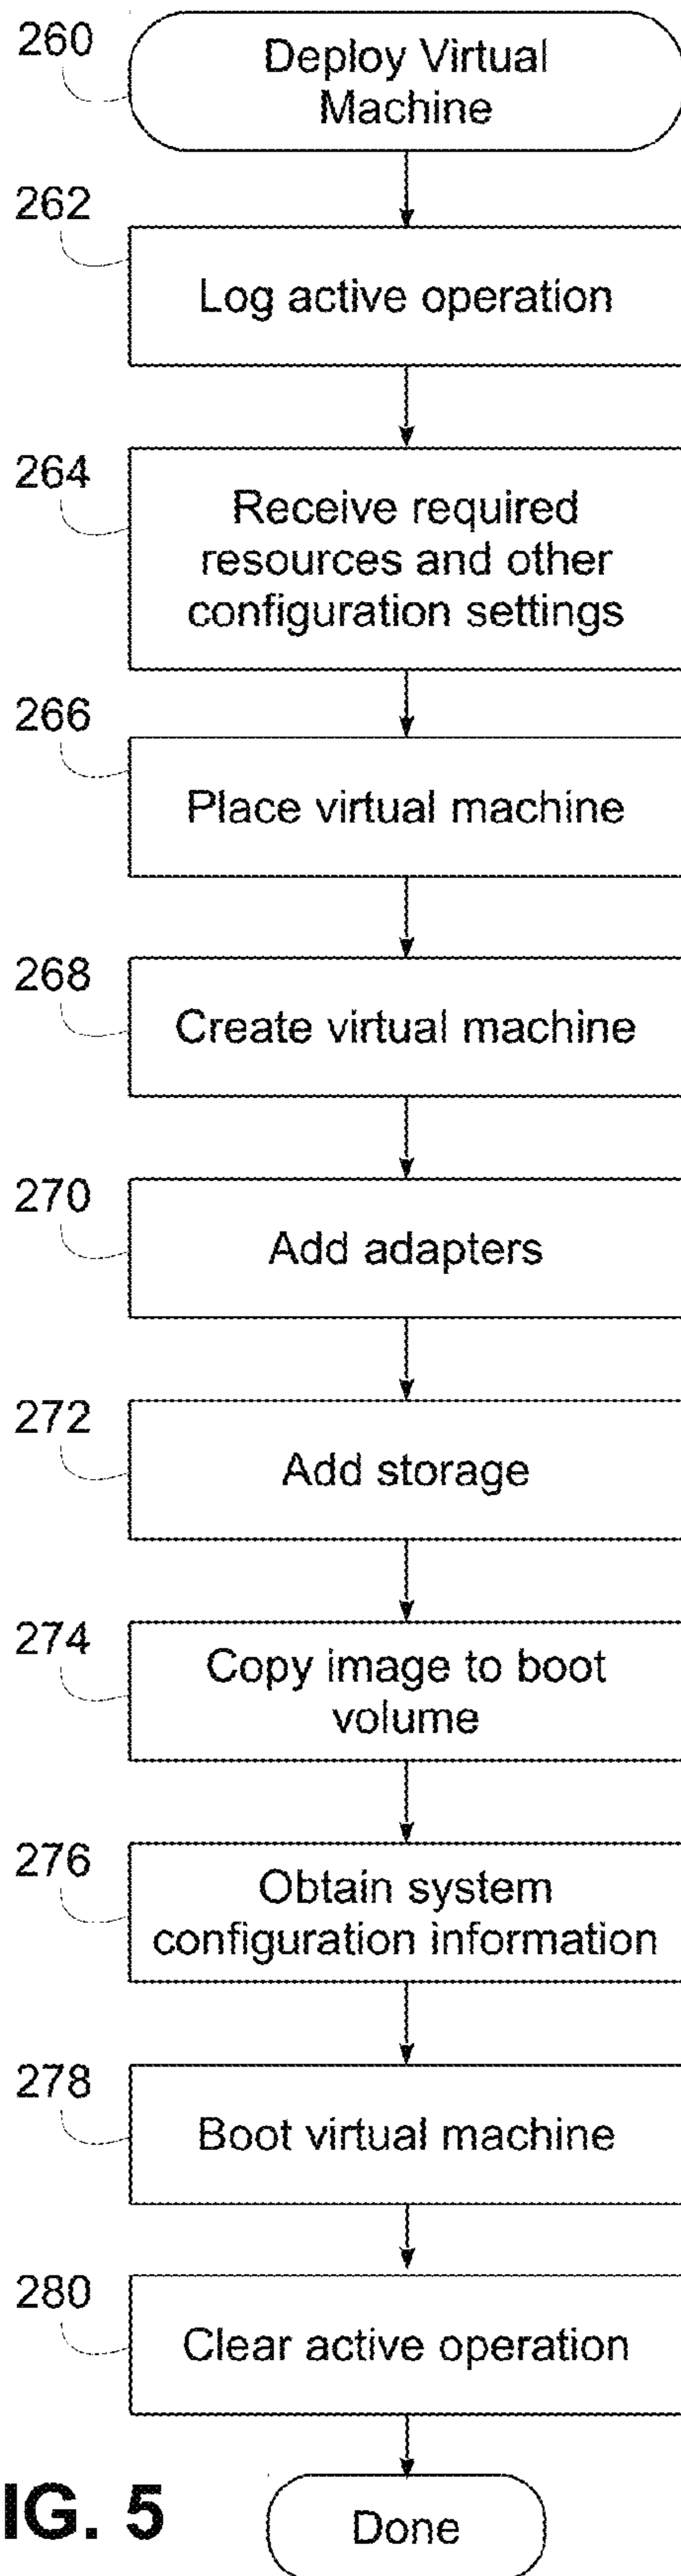 260
Deploy Virtual
Machine
262
Log active operation
264
Receive required
resources and other
configuration settings
266
Place virtual machine
268
Create virtual machine
270
Add adapters
272
Add storage
274
Copy image to boot
volume
276
Obtain system
configuration information
278
Boot virtual machine
280
Clear active operation
IG. 5
Done